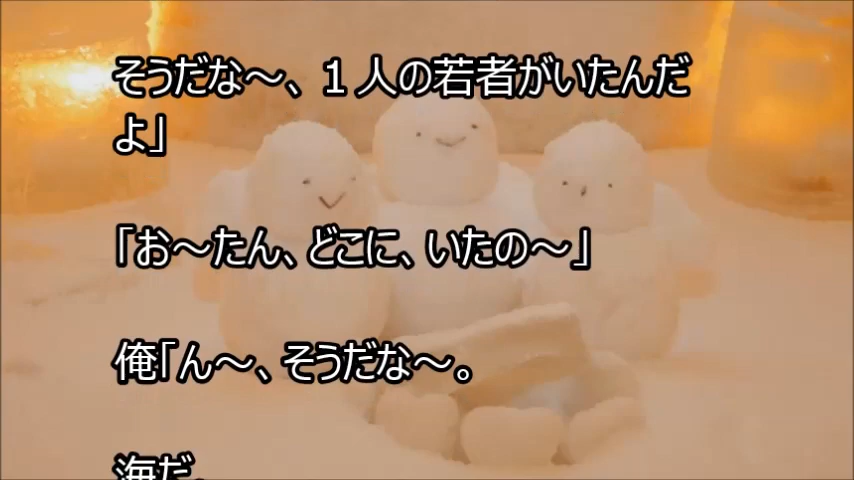 そうだな～、１人の若者がいたんだ
よ」
「お～たん、どこに、いたの～」
俺「ん～、そうだな～。
海だ。